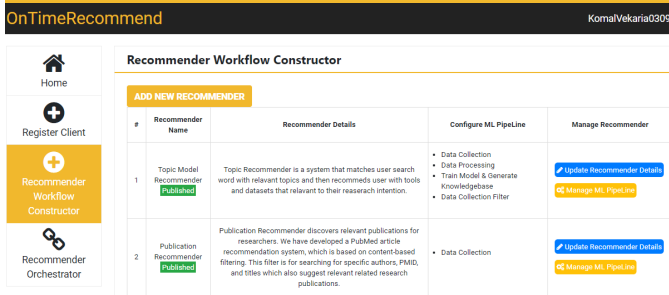 OnTimeRecommend
KomalVekaria0309
Home
Register Client
Recommender
Workflow
Constructor
Recommender
Orchestrator
Recommender Workflow Constructor
ADD NEW RECOMMENDER
# Recommender Name Recommender Details Configure ML PipeLine Manage Recommender
1
Topic Model
Recommender
Published
Topic Recommender is a system that matches user search
word with relavant topics and then recommeds user with tools
and datasets that relavant to their reaserach intention.
• Data Collection
• Data Processing
• Train Model & Generate
Knowledgebase
• Data Collection Filter
Update Recommender Details
Manage ML PipeLine
2
Publication
Recommender
Published
Publication Recommender discovers relevant publications for
researchers. We have developed a PubMed article
recommendation system, which is based on content-based
filtering. This filter is for searching for specific authors, PMID,
and titles which also suggest relevant related research
publications.
• Data Collection
Update Recommender Details
Manage ML PipeLine